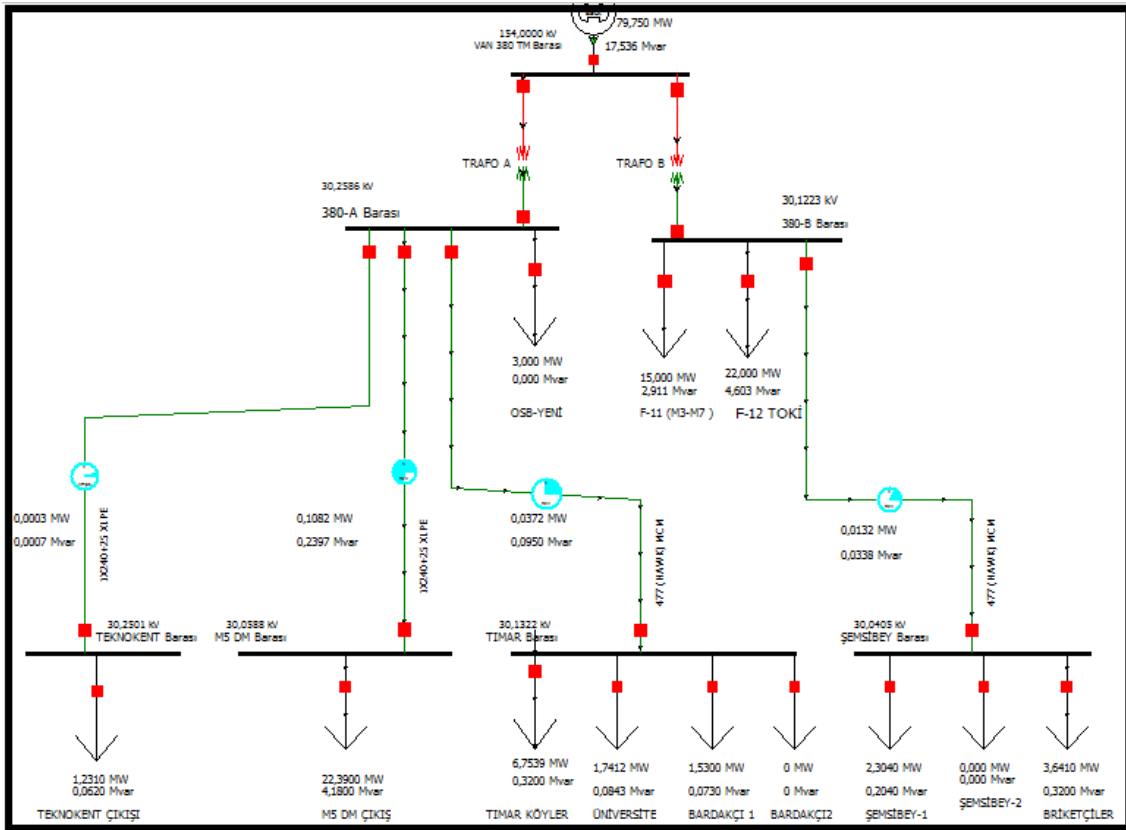 79,750 MW
154,0000 kV
VAN 380 TM Barası
17,536 Mvar
TRAFO A
TRAFO B
30,2586 kV
380-A Barası
30,1223 kV
380-B Barası
3,000 MW
0,000 Mvar
OSB-YENİ
15,000 MW
2,911 Mvar
F-11 (M3-M7 )
22,000 MW
4,603 Mvar
F-12 TOKİ
0,0003 MW
0,0007 Mvar
1X240+25 XLPE
0,1082 MW
0,2397 Mvar
1X240+25 XLPE
0,0372 MW
0,0950 Mvar
477 (HAWK) MCM
0,0132 MW
0,0338 Mvar
477 (HAWK) MCM
30,2501 kV
TEKNOKENT Barası
30,0588 kV
M5 DM Barası
30,1322 kV
TIMAR Barası
30,0405 kV
ŞEMSİBEY Barası
1,2310 MW
0,0620 Mvar
TEKNOKENT ÇIKIŞI
22,3900 MW
4,1800 Mvar
M5 DM ÇIKIŞ
6,7539 MW
0,3200 Mvar
TIMAR KÖYLER
1,7412 MW
0,0843 Mvar
ÜNİVERSİTE
1,5300 MW
0,0730 Mvar
BARDAKÇI 1
0 MW
0 Mvar
BARDAKÇI2
2,3040 MW
0,2040 Mvar
ŞEMSİBEY-1
0,000 MW
0,000 Mvar
ŞEMSİBEY-2
3,6410 MW
0,3200 Mvar
BRİKETÇİLER